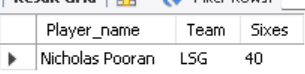 Player_name Team Sixes
Nicholas Pooran LSG 40